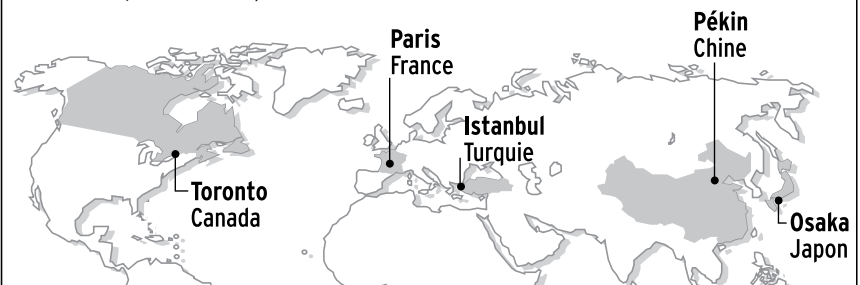 Pékin
Chine
Paris
France
Istanbul
Turquie
Toronto
Canada
Osaka
Japon